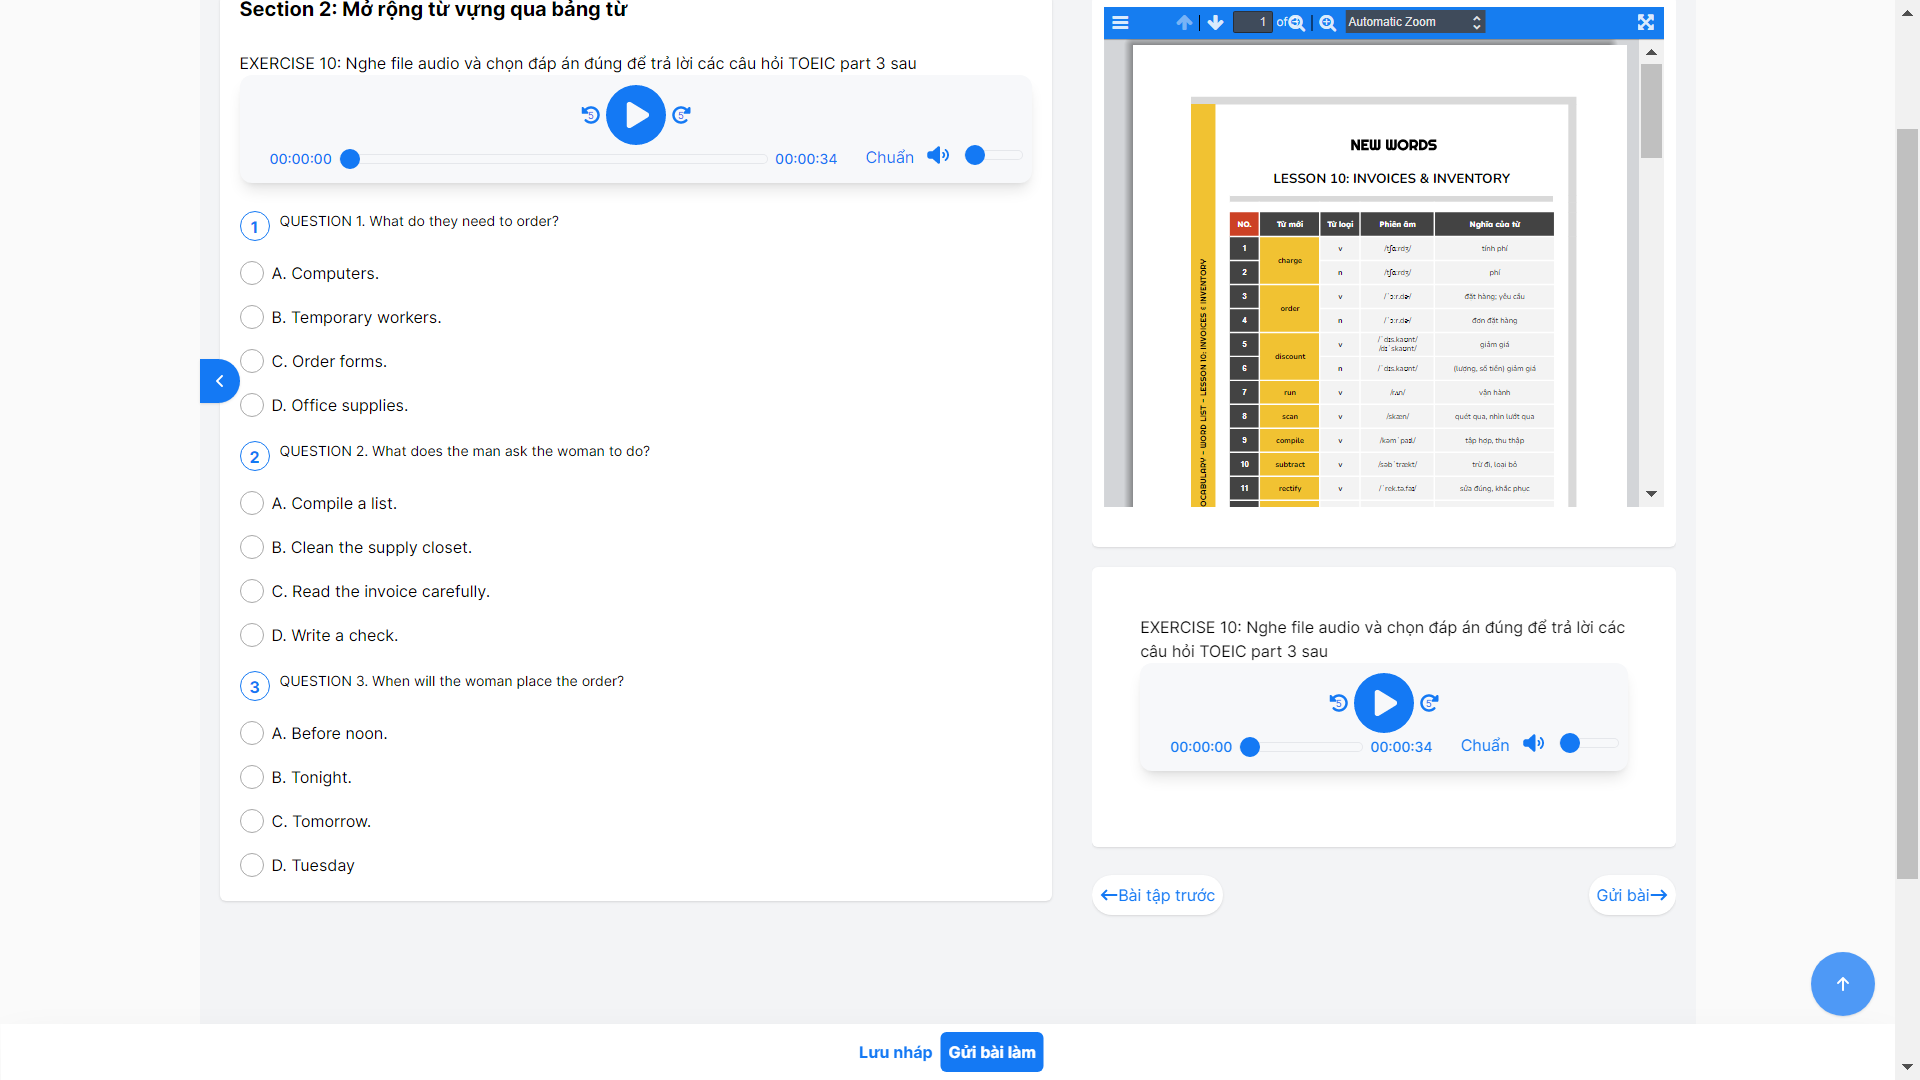 Section 2: Mở rộng từ vựng qua bảng từ
EXERCISE 10: Nghe file audio và chọn đáp án đúng để trả lời các câu hỏi TOEIC part 3 sau
5
5
00:00:00
00:00:34
Chuẩn
1
QUESTION 1. What do they need to order?
A. Computers.
B. Temporary workers.
C. Order forms.
D. Office supplies.
2
QUESTION 2. What does the man ask the woman to do?
A. Compile a list.
B. Clean the supply closet.
C. Read the invoice carefully.
D. Write a check.
3
QUESTION 3. When will the woman place the order?
A. Before noon.
B. Tonight.
C. Tomorrow.
D. Tuesday
1 of
Automatic Zoom
OCABULARY - WORD LIST - LESSON 10: INVOICES & INVENTORY
NEW WORDS
LESSON 10: INVOICES & INVENTORY
NO. Từ mới Từ loại Phiên âm Nghĩa của từ
1 charge v /tʃɑːrdʒ/ tính phí
2 n /tʃɑːrdʒ/ phí
3 order v /ˈɔːr.dɚ/ đặt hàng; yêu cầu
4 n /ˈɔːr.dɚ/ đơn đặt hàng
5 discount v /ˈdɪs.kaʊnt/ /dɪˈskaʊnt/ giảm giá
6 n /ˈdɪs.kaʊnt/ (lượng, số tiền) giảm giá
7 run v /rʌn/ vận hành
8 scan v /skæn/ quét qua, nhìn lướt qua
9 compile v /kəmˈpaɪl/ tập hợp, thu thập
10 subtract v /səbˈtrækt/ trừ đi, loại bỏ
11 rectify v /ˈrek.tə.faɪ/ sửa đúng, khắc phục
EXERCISE 10: Nghe file audio và chọn đáp án đúng để trả lời các
câu hỏi TOEIC part 3 sau
5
5
00:00:00
00:00:34
Chuẩn
←Bài tập trước
Gửi bài→
Lưu nháp
Gửi bài làm